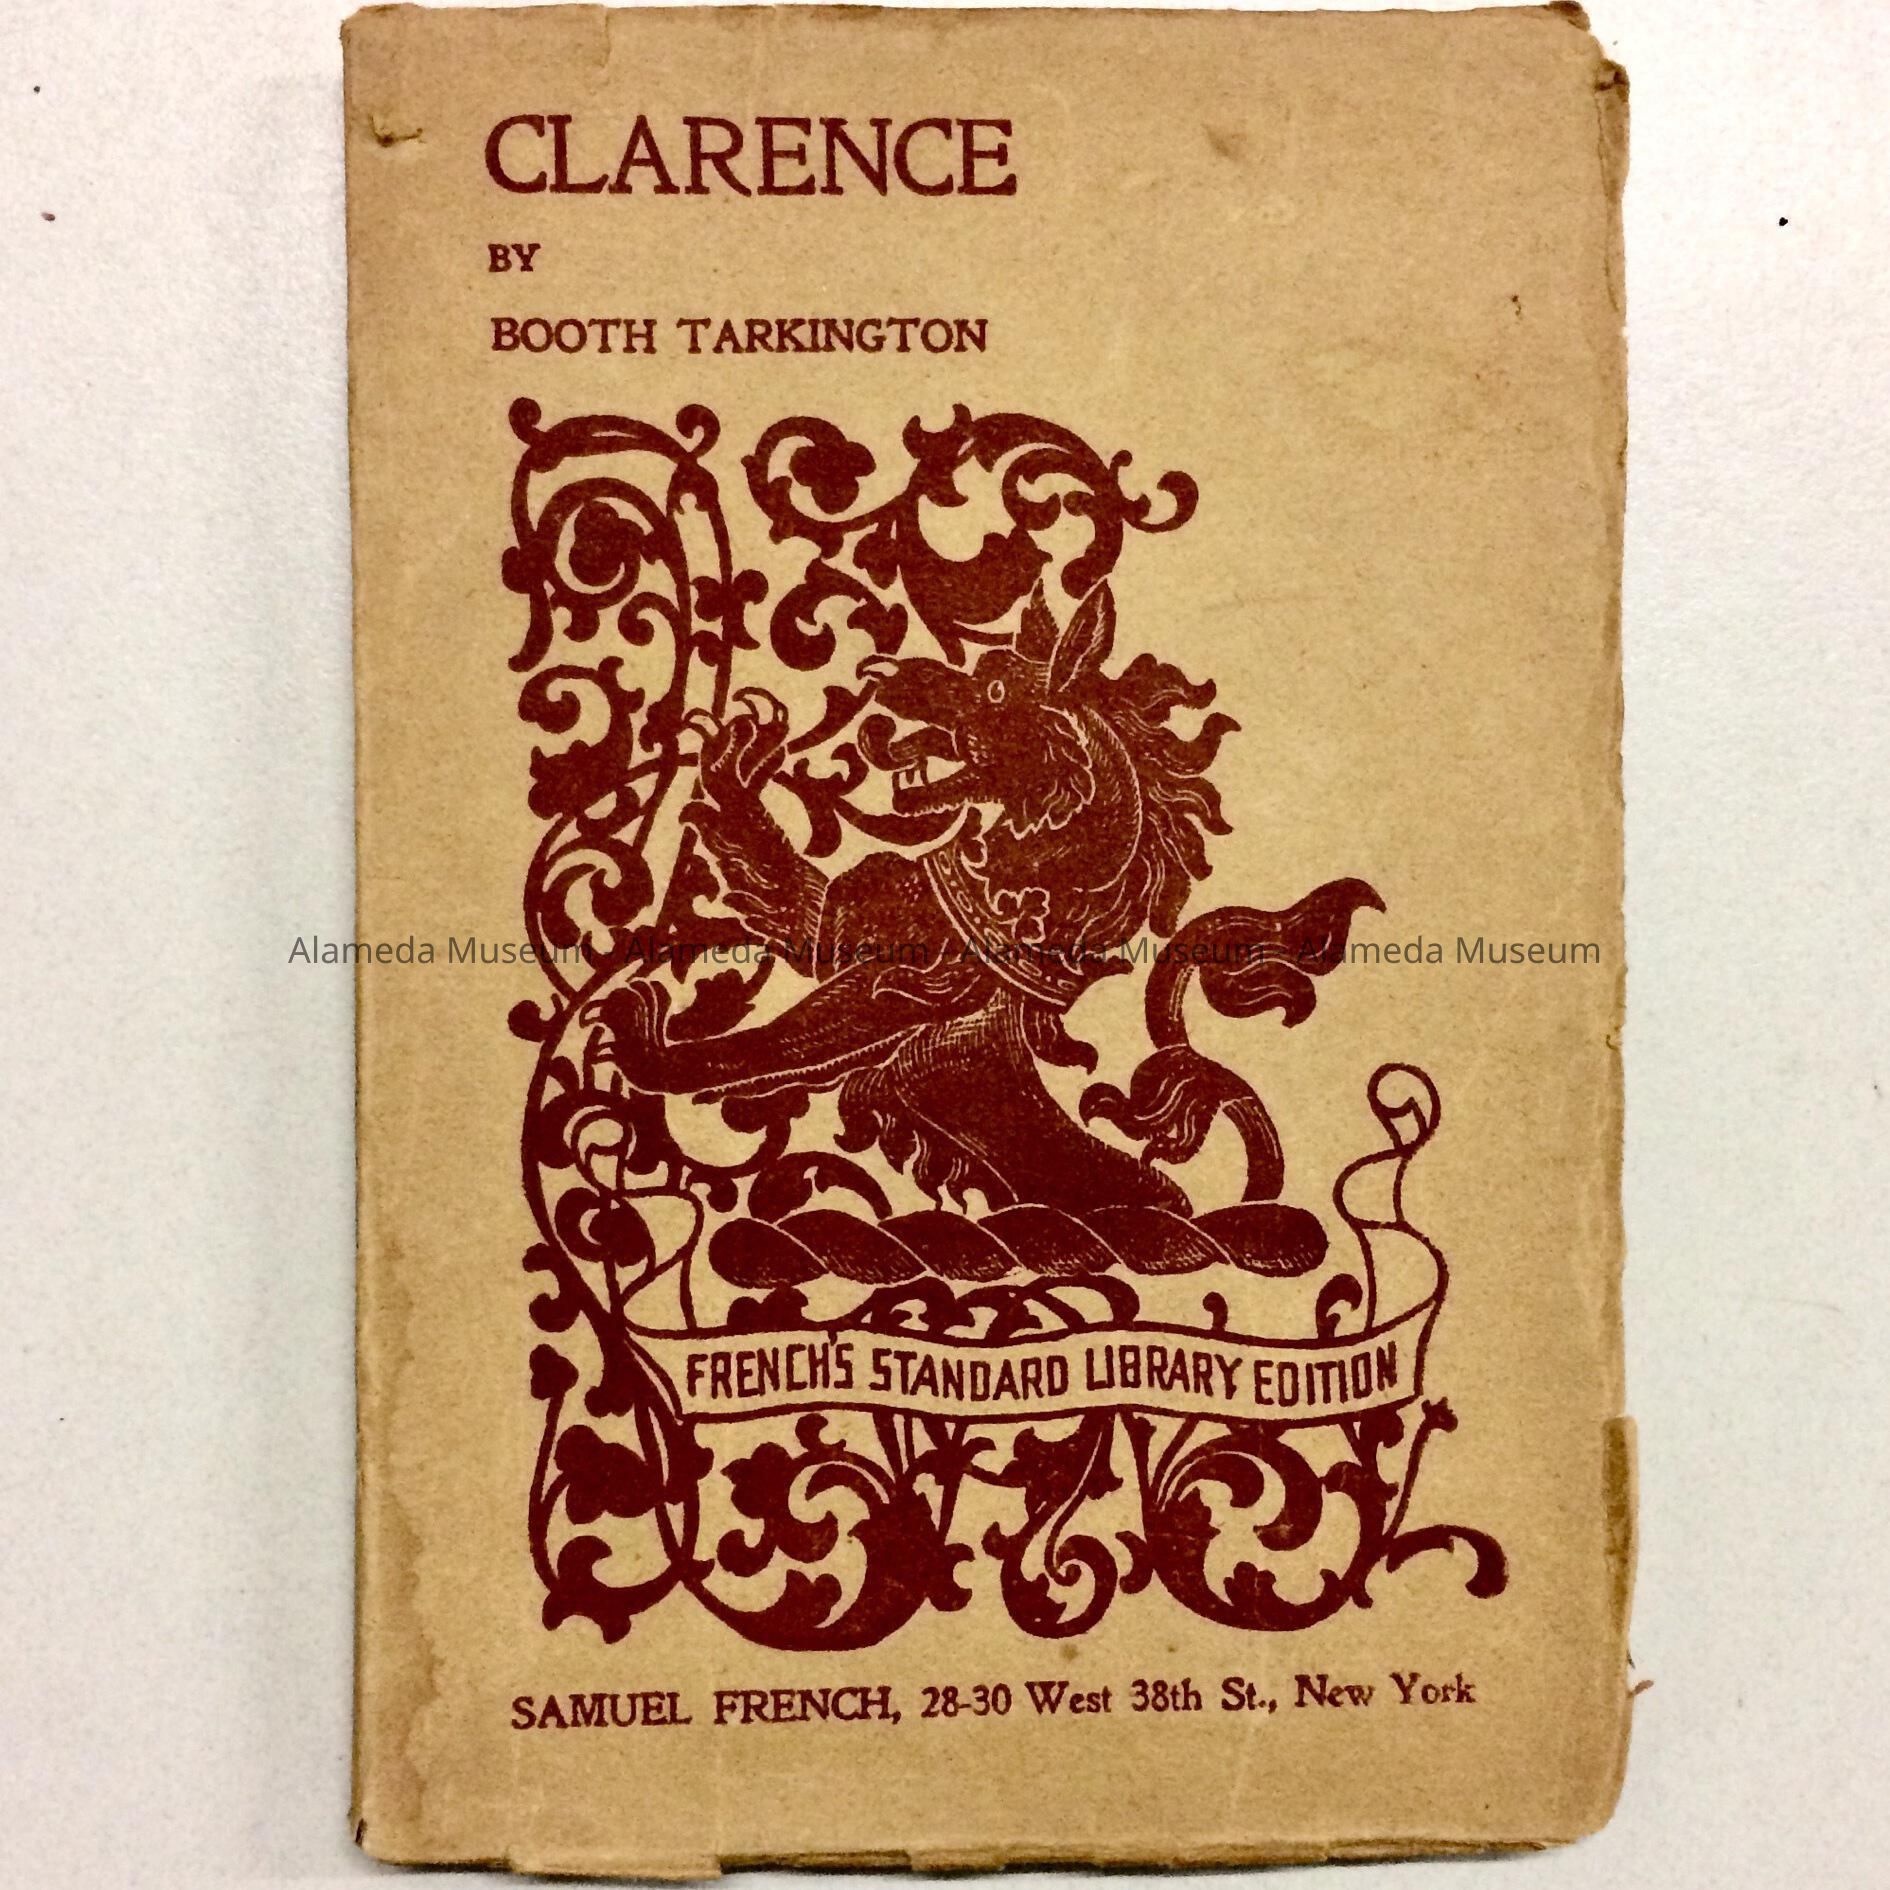 CLARENCE
BY
BOOTH TARKINGTON
Alameda Museum - Alameda Museum - Alameda Museum - Alameda Museum
FRENCH'S STANDARD LIBRARY EDITION
SAMUEL FRENCH, 28-30 West 38th St., New York